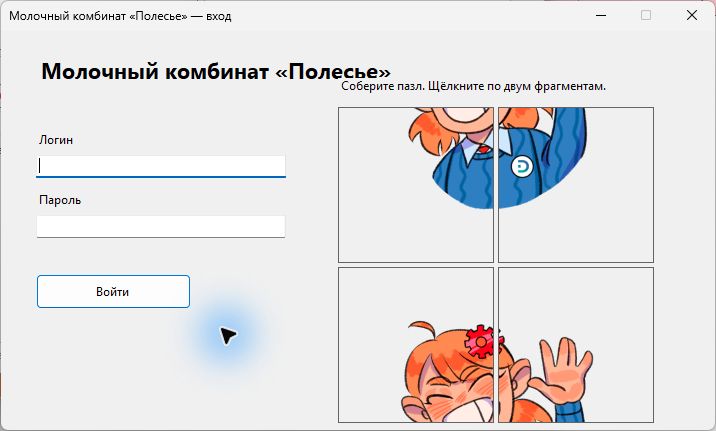 Молочный комбинат «Полесье» — вход
Молочный комбинат «Полесье»
Соберите пазл. Щёлкните по двум фрагментам.
Логин
Пароль
Войти